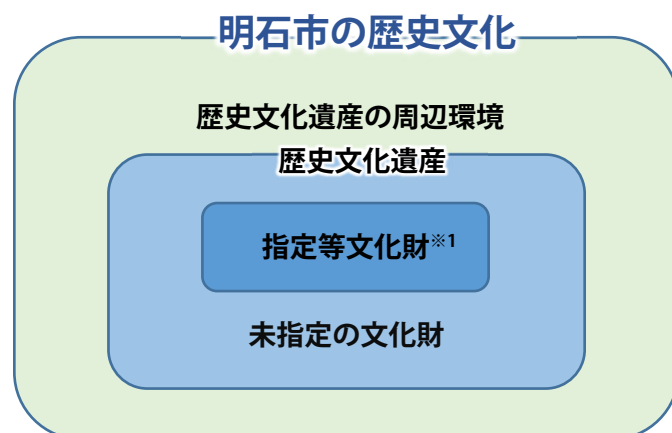 明石市の歴史文化
歴史文化遺産の周辺環境
歴史文化遺産
指定等文化財※1
未指定の文化財